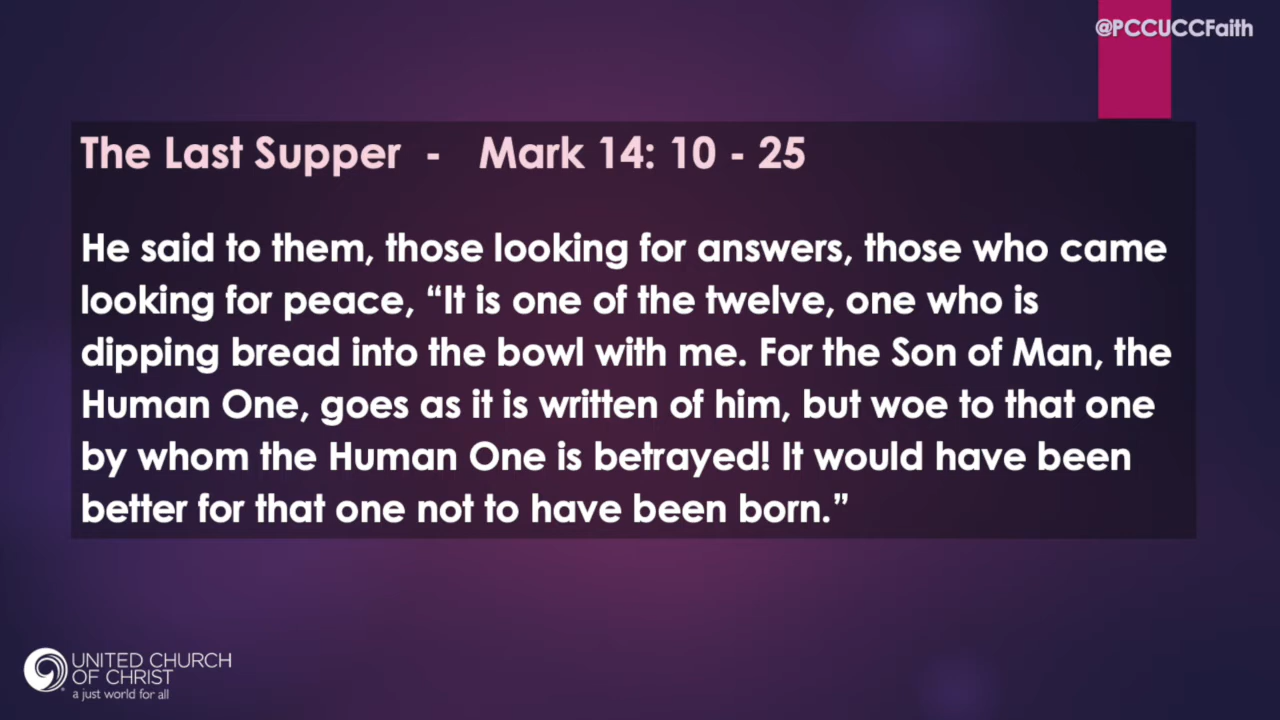 @PCCUCCFaith
The Last Supper - Mark 14: 10 - 25
He said to them, those looking for answers, those who came
looking for peace, “It is one of the twelve, one who is
dipping bread into the bowl with me. For the Son of Man, the
Human One, goes as it is written of him, but woe to that one
by whom the Human One is betrayed! It would have been
better for that one not to have been born.”
UNITED CHURCH
OF CHRIST
a just world for all